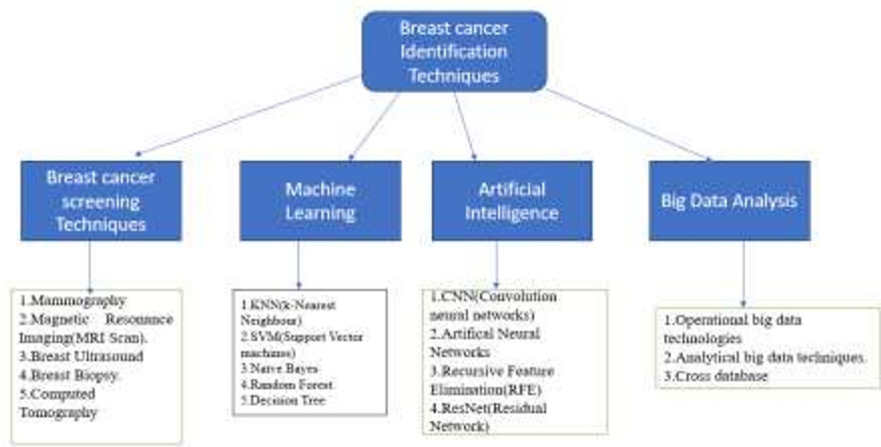 Breast cancer
Identification
Techniques
Breast cancer
screening
Techniques
Machine
Learning
Artificial
Intelligence
Big Data Analysis
1.Mammography
2.Magnetic Resonance
Imaging(MRI Scan).
3.Breast Ultrasound
4.Breast Biopsy.
5.Computed
Tomography
1.KNN(k-Nearest
Neighbour)
2.SVM(Support Vector
machines)
3.Naive Bayes
4.Random Forest
5.Decision Tree
1.CNN(Convolution
neural networks)
2.Artifical Neural
Networks
3.Recursive Feature
Elimination(RFE)
4.ResNet(Residual
Network)
1.Operational big data
technologies
2.Analytical big data techniques.
3.Cross database